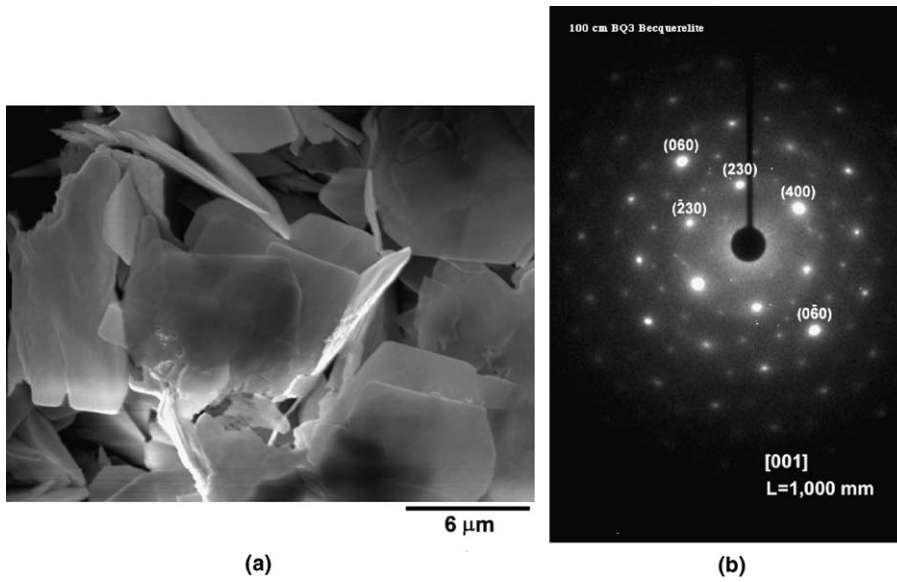 6 μm
(a)
100 cm BQ3 Becquerelite
(060)
(230)
(400)
(2̄30)
(06̄0)
[001]
L=1,000 mm
(b)